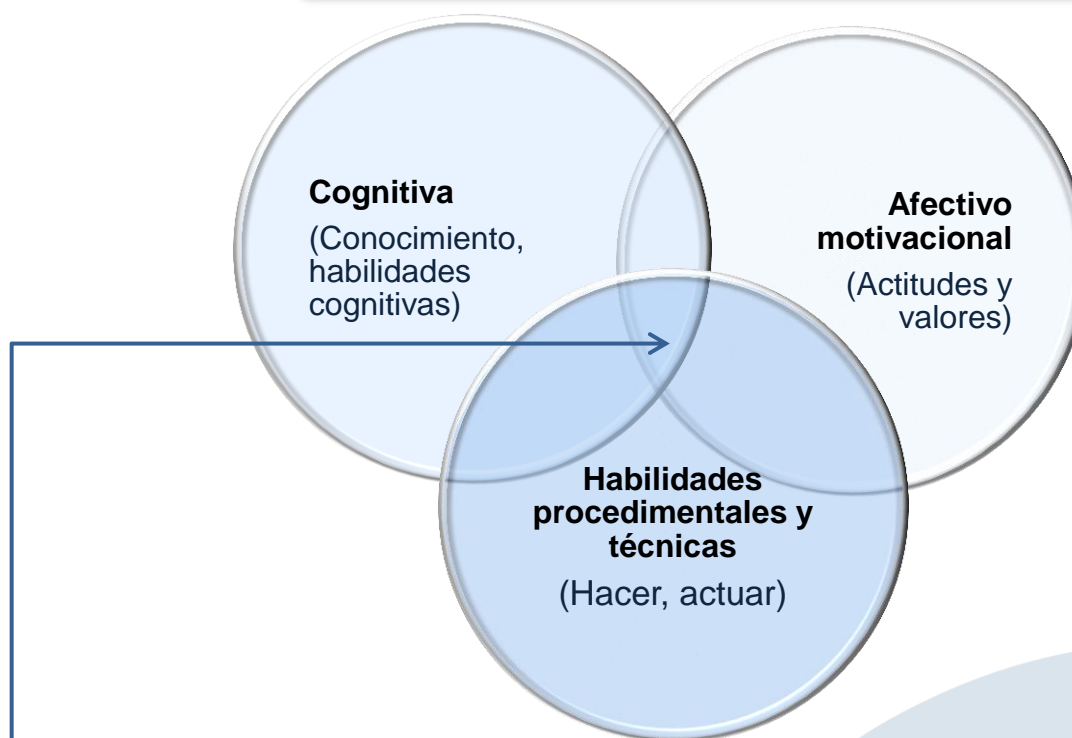 Cognitiva
(Conocimiento,
habilidades
cognitivas)
Afectivo
motivacional
(Actitudes y
valores)
Habilidades
procedimentales y
técnicas
(Hacer, actuar)